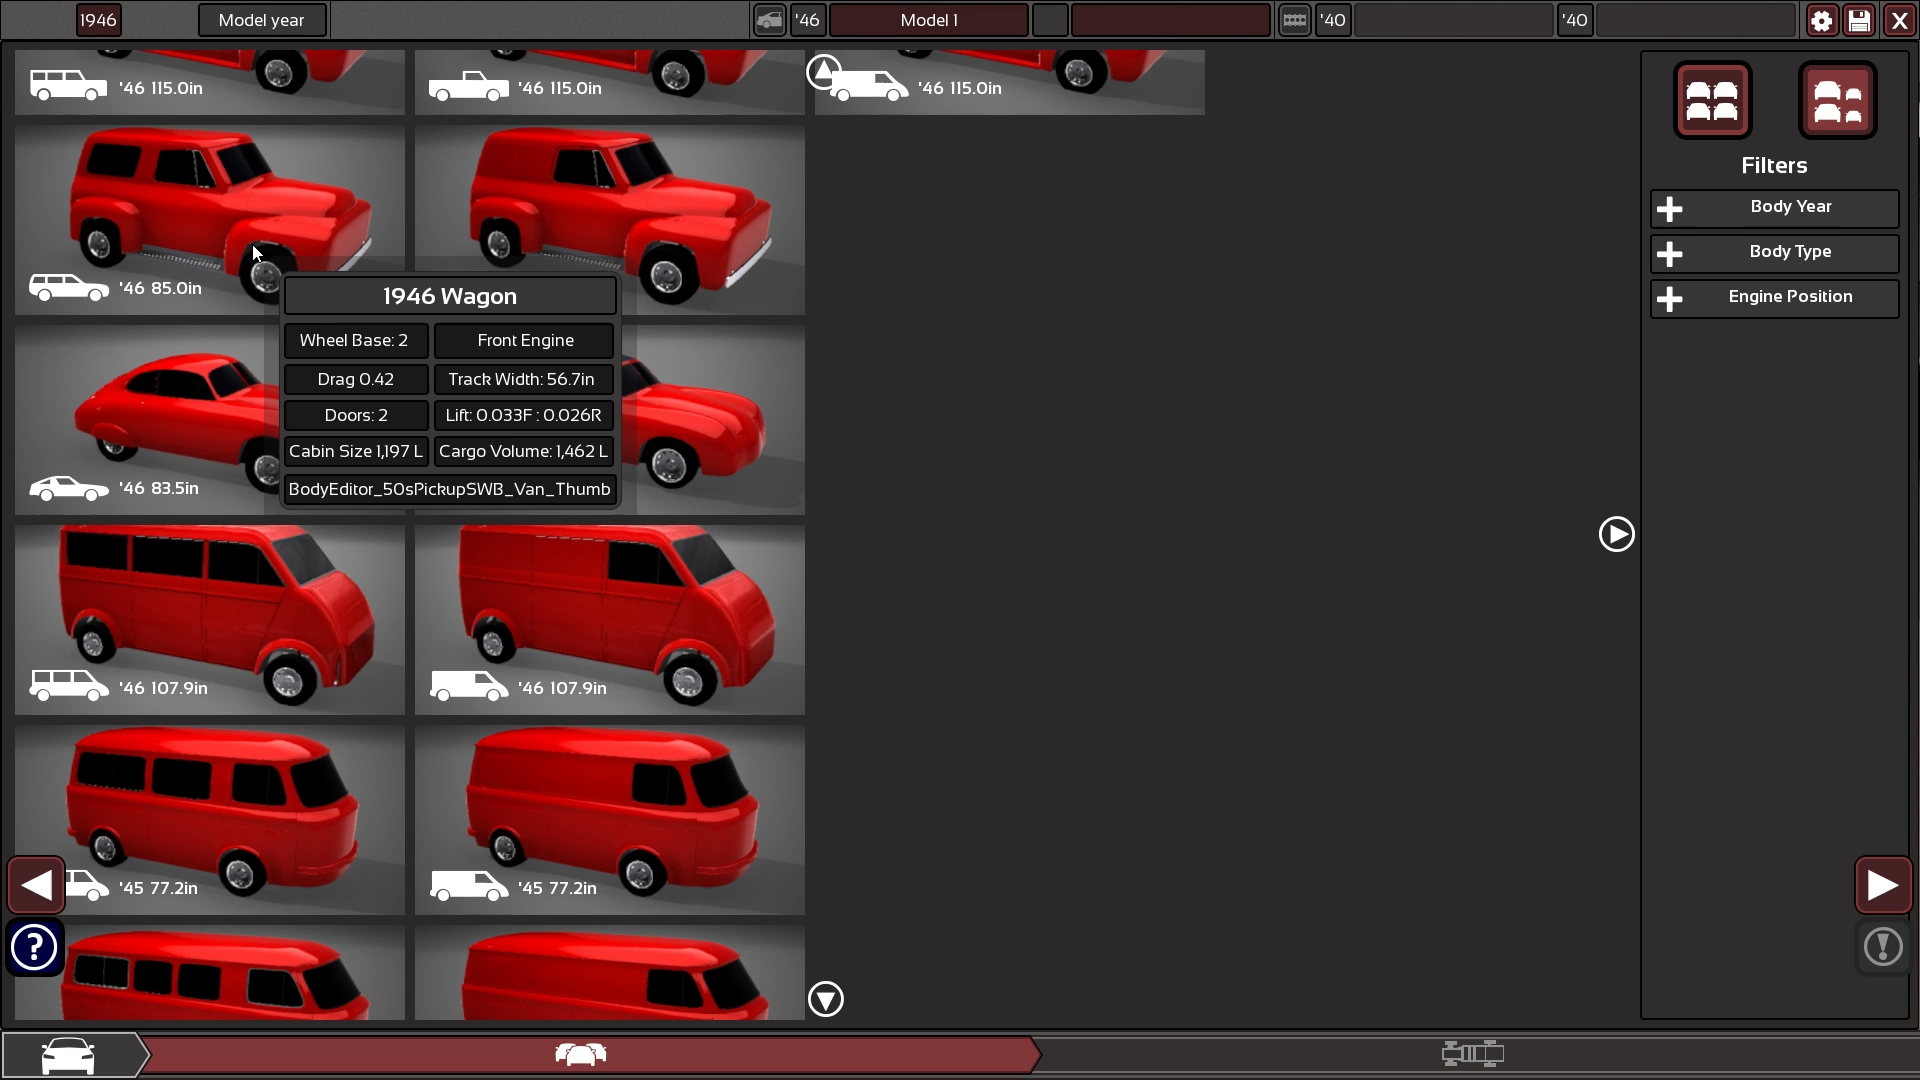 1946
Model year
'46
Model 1
'40
'40
X
'46 115.0in
'46 115.0in
'46 115.0in
Filters
Body Year
Body Type
Engine Position
'46 85.0in
1946 Wagon
Wheel Base: 2
Front Engine
Drag 0.42
Track Width: 56.7in
Doors: 2
Lift: 0.033F : 0.026R
Cabin Size 1,197 L
Cargo Volume: 1,462 L
BodyEditor_50sPickupSWB_Van_Thumb
'46 83.5in
'46 107.9in
'46 107.9in
'45 77.2in
'45 77.2in
?
!